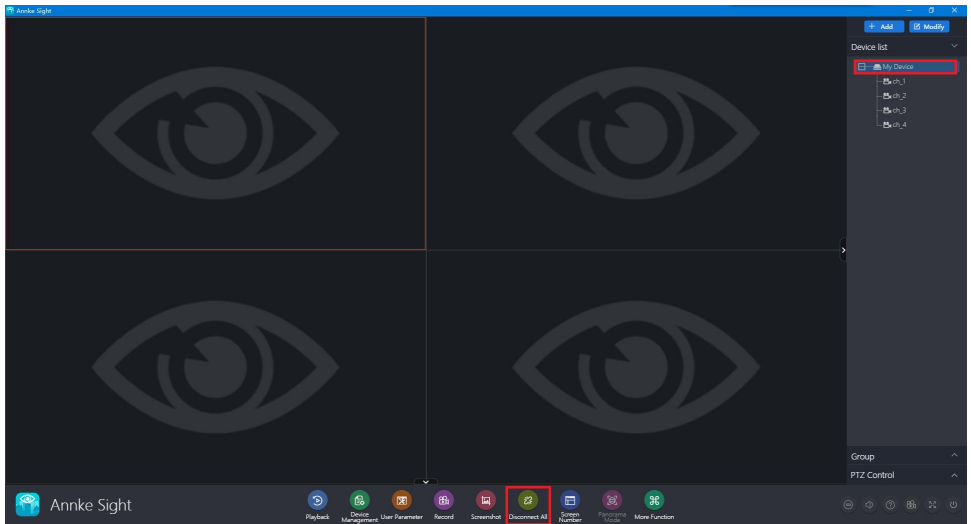 Annke Sight
Add
Modify
Device list
My Device
ch_1
ch_2
ch_3
ch_4
Group
PTZ Control
Annke Sight
Playback
Device Management
User Parameter
Record
Screenshot
Disconnect All
Screen Number
Panorama Mode
More Function